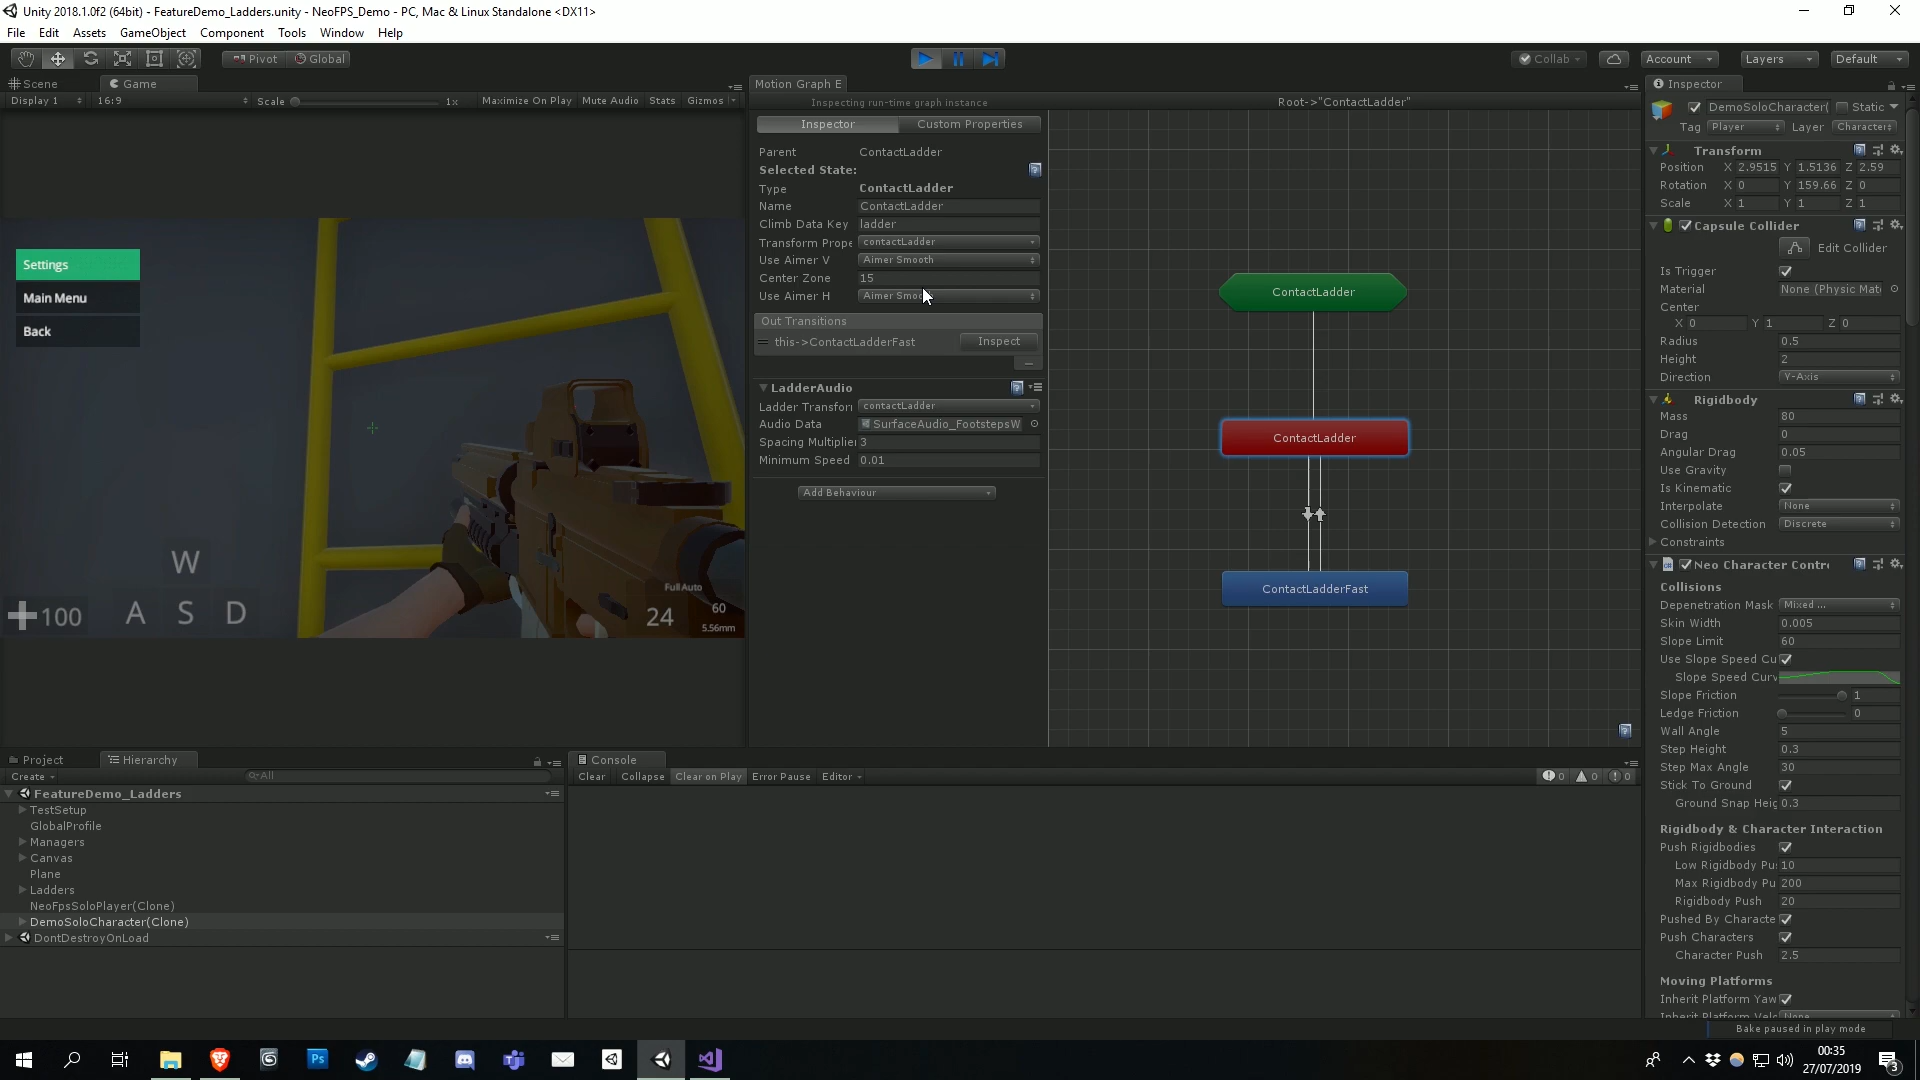 Unity 2018.1.0f2 (64bit) - FeatureDemo_Ladders.unity - NeoFPS_Demo - PC, Mac & Linux Standalone <DX11>
File Edit Assets GameObject Component Tools Window Help
Pivot Global Collab Account Layers Default
Scene Game
Display 1 16:9 Scale 1x Maximize On Play Mute Audio Stats Gizmos
Settings
Main Menu
Back
W
A S D
100
Full Auto
24 60
5.56mm
Motion Graph E
Inspecting run-time graph instance
Root->"ContactLadder"
Inspector Custom Properties
Parent ContactLadder
Selected State:
Type ContactLadder
Name ContactLadder
Climb Data Key ladder
Transform Prope contactLadder
Use Aimer V Aimer Smooth
Center Zone 15
Use Aimer H
Out Transitions
this->ContactLadderFast Inspect
LadderAudio
Ladder Transfor contactLadder
Audio Data SurfaceAudio_FootstepsW
Spacing Multiplie 3
Minimum Speed 0.01
Add Behaviour
ContactLadder
ContactLadder
ContactLadderFast
Inspector
DemoSoloCharacter( Static
Tag Player Layer Character
Transform
Position X 2.9515 Y 1.5136 Z 2.59
Rotation X 0 Y 159.66 Z 0
Scale X 1 Y 1 Z 1
Capsule Collider
Edit Collider
Is Trigger
Material None (Physic Mat
Center
X 0 Y 1 Z 0
Radius 0.5
Height 2
Direction Y-Axis
Rigidbody
Mass 80
Drag 0
Angular Drag 0.05
Use Gravity
Is Kinematic
Interpolate None
Collision Detection Discrete
Constraints
Neo Character Contr
Collisions
Depenetration Mask Mixed ...
Skin Width 0.005
Slope Limit 60
Use Slope Speed Cu
Slope Speed Curv
Slope Friction 1
Ledge Friction 0
Wall Angle 5
Step Height 0.3
Step Max Angle 30
Stick To Ground
Ground Snap Heig 0.3
Rigidbody & Character Interaction
Push Rigidbodies
Low Rigidbody Pu 10
Max Rigidbody Pu 200
Rigidbody Push 20
Pushed By Characte
Push Characters
Character Push 2.5
Moving Platforms
Inherit Platform Yaw
Inherit Platform Velo None
Bake paused in play mode
Project Hierarchy
Create All
FeatureDemo_Ladders
TestSetup
GlobalProfile
Managers
Canvas
Plane
Ladders
NeoFpsSoloPlayer(Clone)
DemoSoloCharacter(Clone)
DontDestroyOnLoad
Console
Clear Collapse Clear on Play Error Pause Editor 0 0 0
Ps
00:35
27/07/2019
3